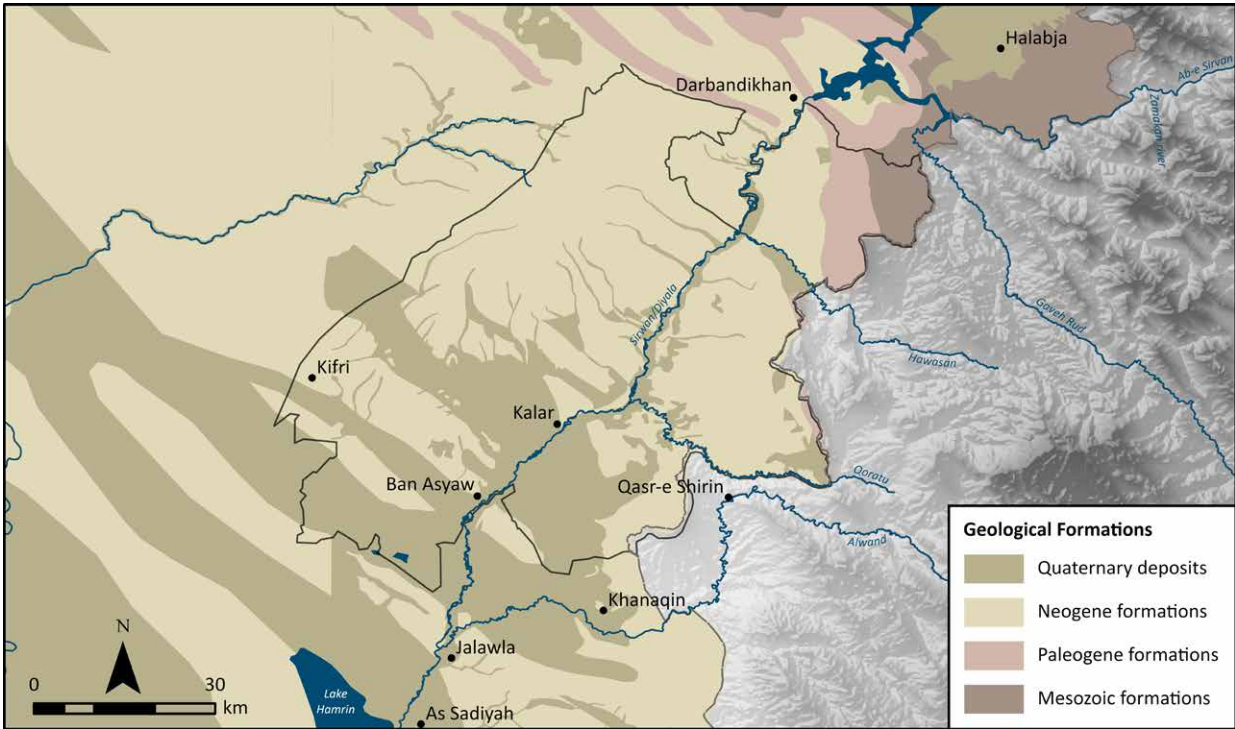 Halabja
Darbandikhan
Ab-e Sirvan
Zamakan river
Sirwan/Diyala
Gaveh Rud
Hawasan
Kifri
Kalar
Ban Asyaw
Qasr-e Shirin
Qoratu
Alwand
Khanaqin
Jalawla
Lake
Hamrin
As Sadiyah
N
0 30
km
Geological Formations
Quaternary deposits
Neogene formations
Paleogene formations
Mesozoic formations